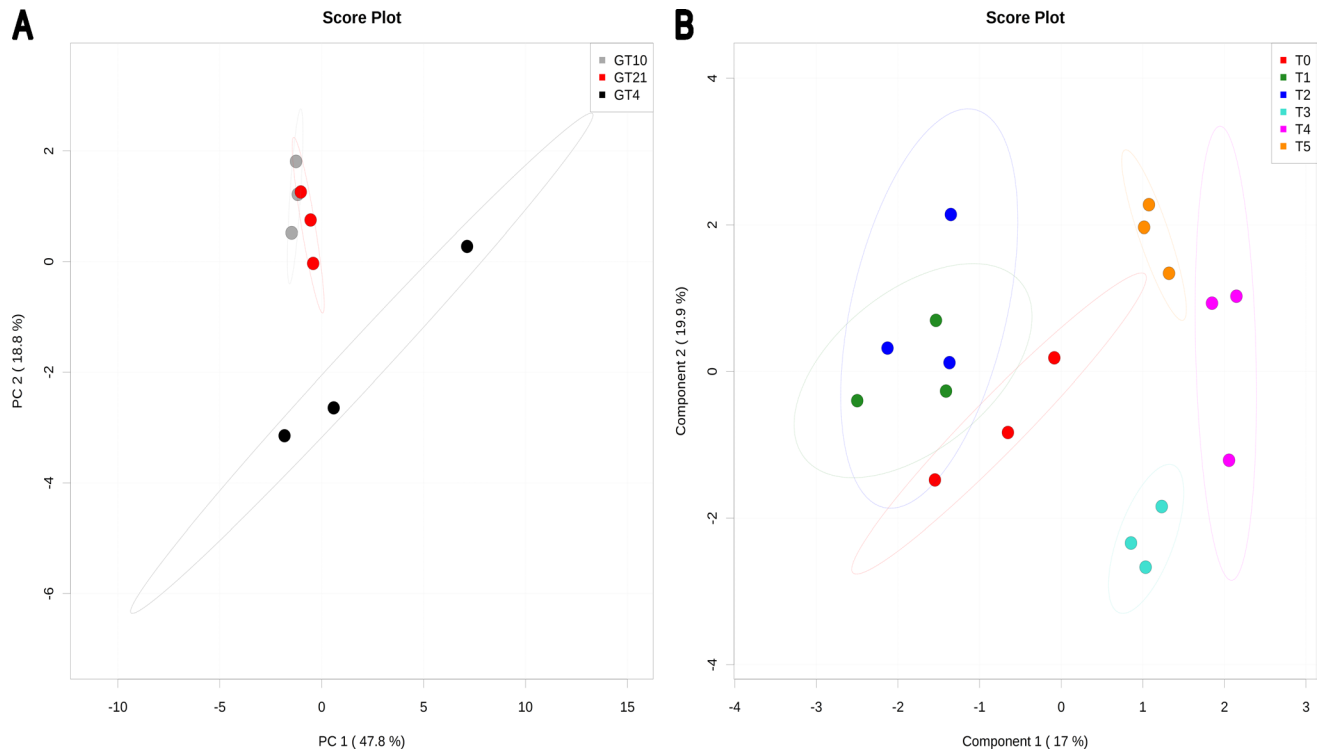 A
Score Plot
GT10
GT21
GT4
2
0
-2
-4
-6
PC 2 ( 18.8 %)
-10
-5
0
5
10
15
PC 1 ( 47.8 %)
B
Score Plot
T0
T1
T2
T3
T4
T5
4
2
0
-2
-4
Component 2 ( 19.9 %)
-4
-3
-2
-1
0
1
2
3
Component 1 ( 17 %)